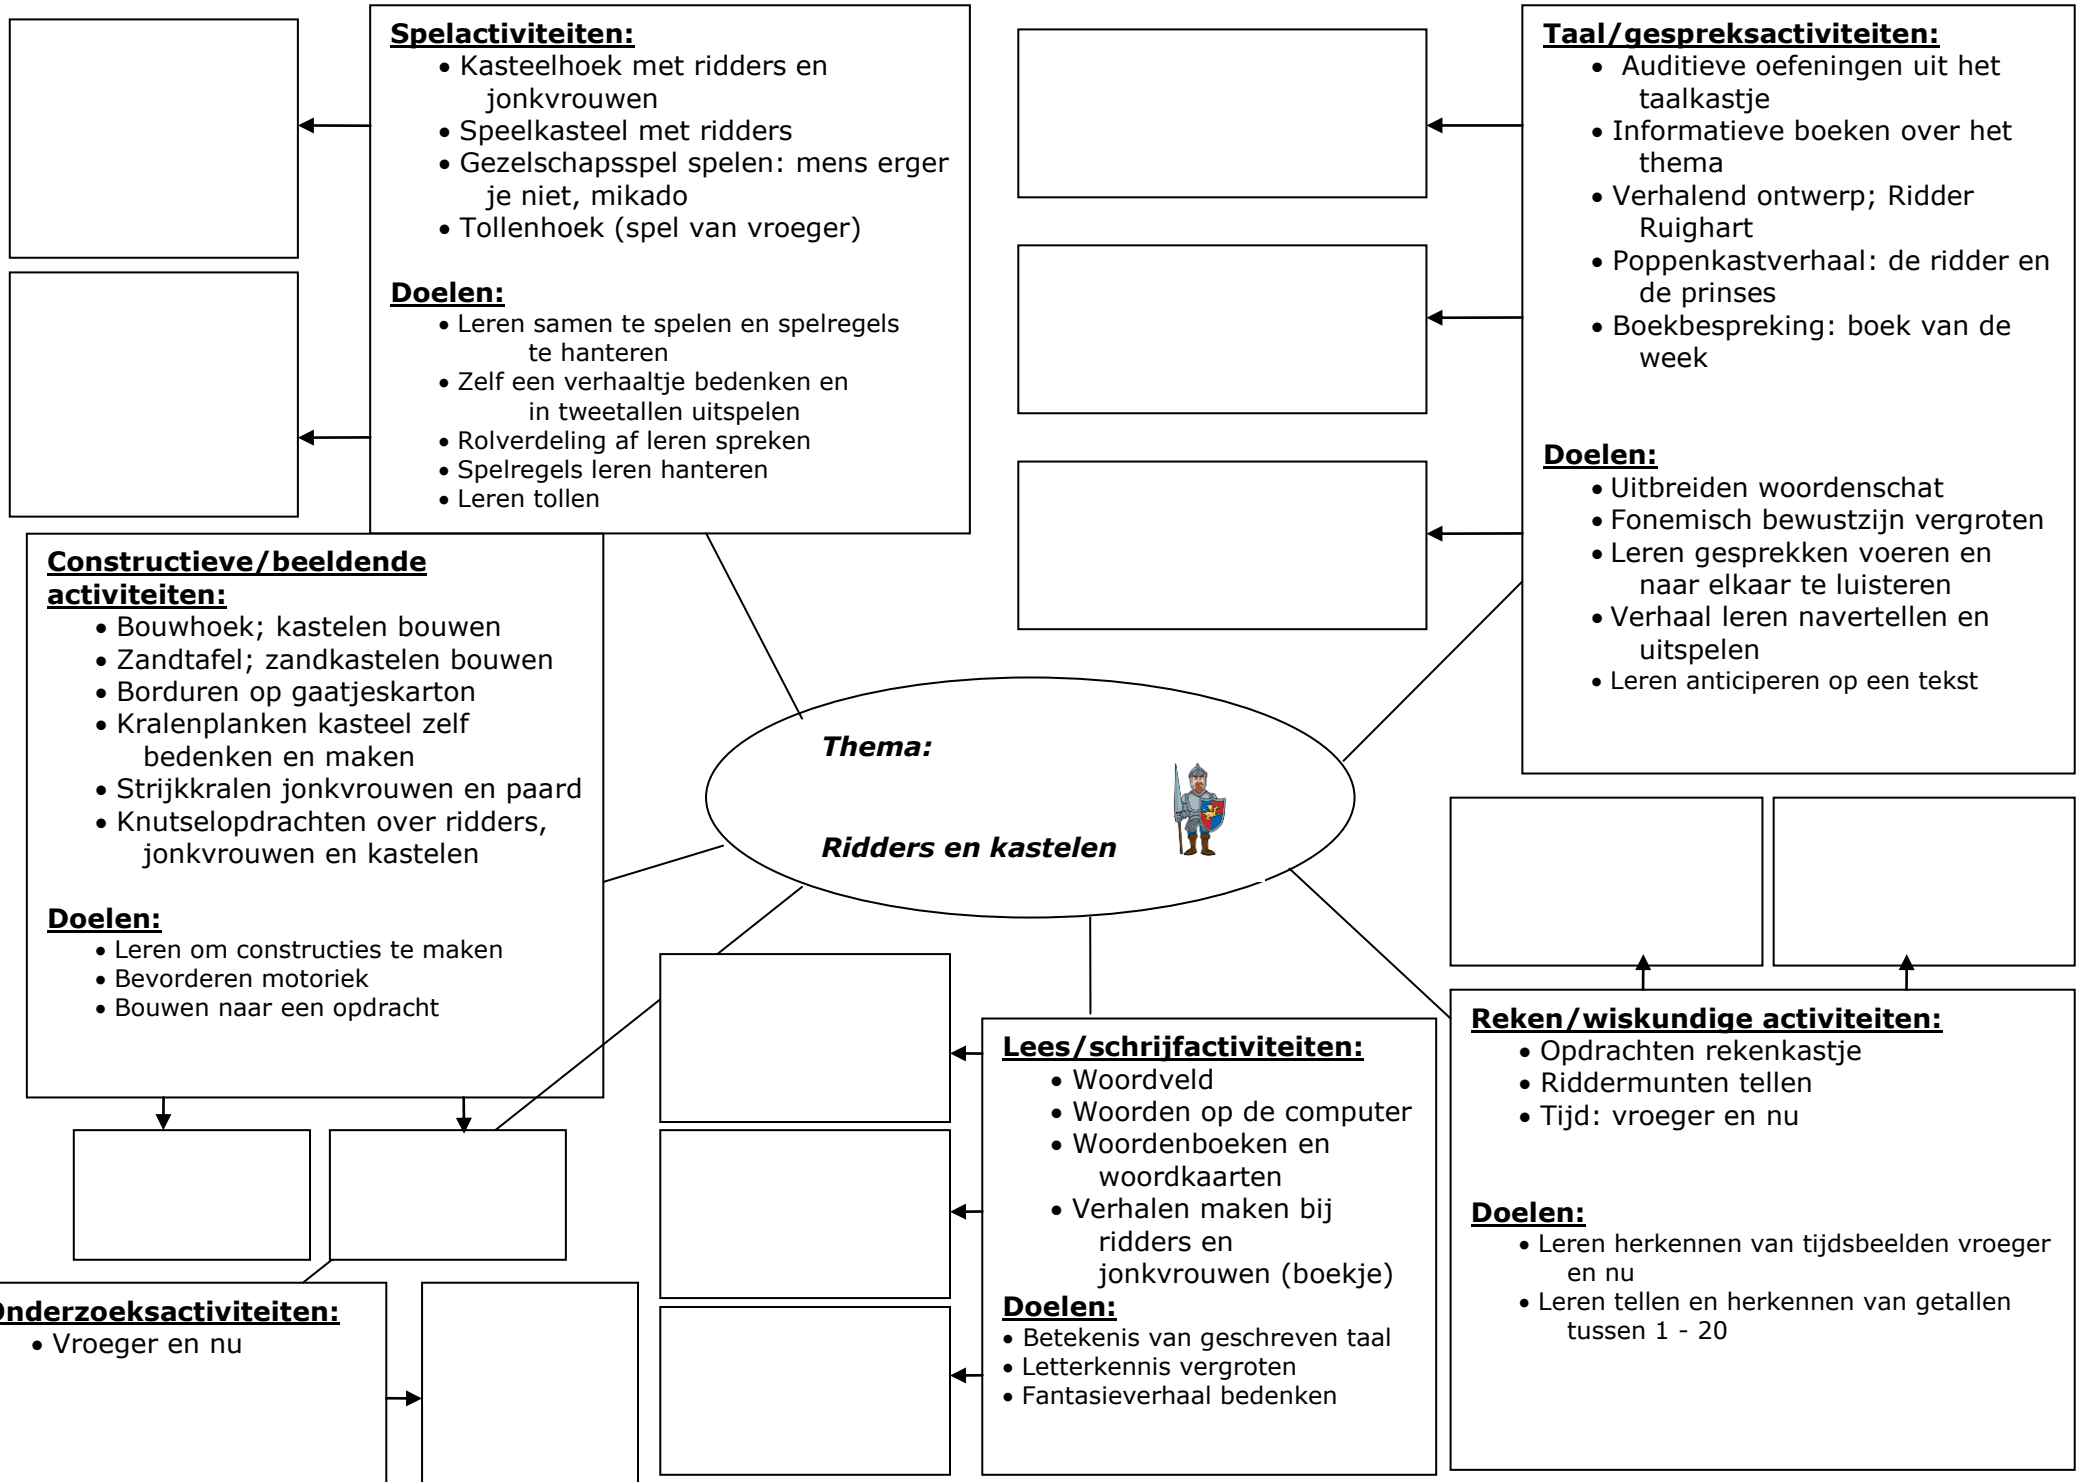 Spelactiviteiten:
• Kasteelhoek met ridders en
jonkvrouwen
• Speelkasteel met ridders
• Gezelschapsspel spelen: mens erger
je niet, mikado
• Tollenhoek (spel van vroeger)
Doelen:
• Leren samen te spelen en spelregels
te hanteren
• Zelf een verhaaltje bedenken en
in tweetallen uitspelen
• Rolverdeling af leren spreken
• Spelregels leren hanteren
• Leren tollen
Taal/gespreksactiviteiten:
• Auditieve oefeningen uit het
taalkastje
• Informatieve boeken over het
thema
• Verhalend ontwerp; Ridder
Ruighart
• Poppenkastverhaal: de ridder en
de prinses
• Boekbespreking: boek van de
week
Doelen:
• Uitbreiden woordenschat
• Fonemisch bewustzijn vergroten
• Leren gesprekken voeren en
naar elkaar te luisteren
• Verhaal leren navertellen en
uitspelen
• Leren anticiperen op een tekst
Constructieve/beeldende
activiteiten:
• Bouwhoek; kastelen bouwen
• Zandtafel; zandkastelen bouwen
• Borduren op gaatjeskarton
• Kralenplanken kasteel zelf
bedenken en maken
• Strijkkralen jonkvrouwen en paard
• Knutselopdrachten over ridders,
jonkvrouwen en kastelen
Doelen:
• Leren om constructies te maken
• Bevorderen motoriek
• Bouwen naar een opdracht
Thema:
Ridders en kastelen
Lees/schrijfactiviteiten:
• Woordveld
• Woorden op de computer
• Woordenboeken en
woordkaarten
• Verhalen maken bij
ridders en
jonkvrouwen (boekje)
Doelen:
• Betekenis van geschreven taal
• Letterkennis vergroten
• Fantasieverhaal bedenken
Reken/wiskundige activiteiten:
• Opdrachten rekenkastje
• Riddermunten tellen
• Tijd: vroeger en nu
Doelen:
• Leren herkennen van tijdsbeelden vroeger
en nu
• Leren tellen en herkennen van getallen
tussen 1 - 20
Onderzoeksactiviteiten:
• Vroeger en nu